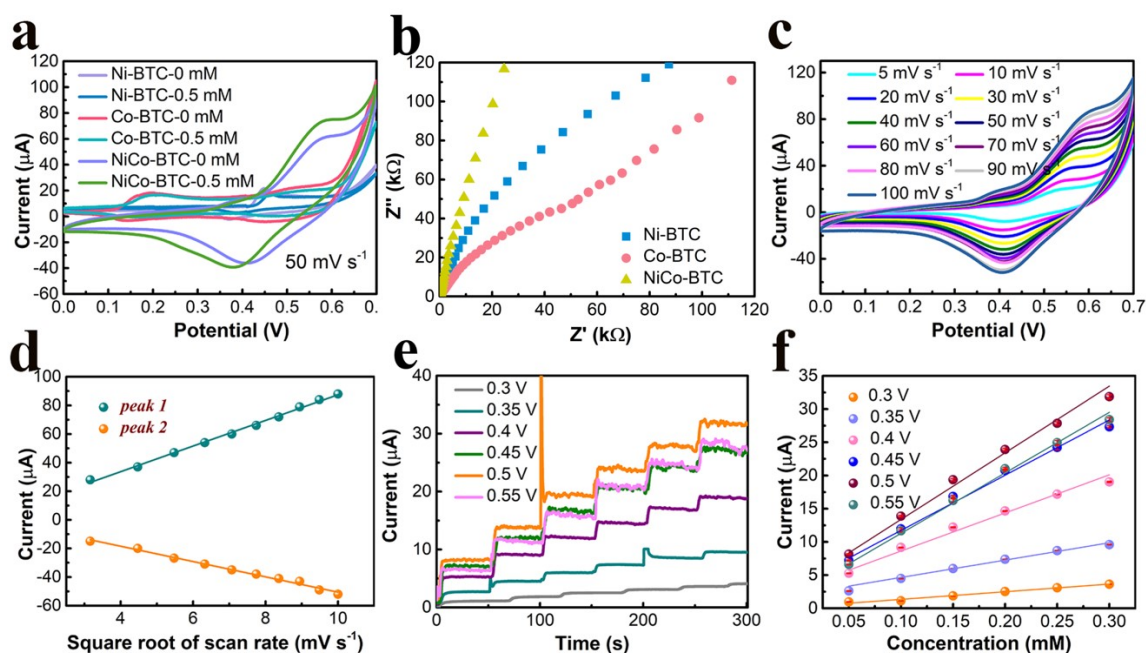 a
120
100
80
60
40
20
0
-20
-40
-60
Current (μA)
Ni-BTC-0 mM
Ni-BTC-0.5 mM
Co-BTC-0 mM
Co-BTC-0.5 mM
NiCo-BTC-0 mM
NiCo-BTC-0.5 mM
50 mV s⁻¹
0.0 0.1 0.2 0.3 0.4 0.5 0.6 0.
Potential (V)
b
120
100
80
60
40
20
0
Z'' (kΩ)
Ni-BTC
Co-BTC
NiCo-BTC
0 20 40 60 80 100 120
Z' (kΩ)
c
120
80
40
0
-40
Current (μA)
5 mV s⁻¹ 10 mV s⁻¹
20 mV s⁻¹ 30 mV s⁻¹
40 mV s⁻¹ 50 mV s⁻¹
60 mV s⁻¹ 70 mV s⁻¹
80 mV s⁻¹ 90 mV s⁻¹
100 mV s⁻¹
0.0 0.1 0.2 0.3 0.4 0.5 0.6 0.7
Potential (V)
d
100
80
60
40
20
0
-20
-40
-60
Current (μA)
peak 1
peak 2
3 4 5 6 7 8 9 10
Square root of scan rate (mV s⁻¹)
e
40
30
20
10
0
Current (μA)
0.3 V
0.35 V
0.4 V
0.45 V
0.5 V
0.55 V
0 100 200 300
Time (s)
f
40
35
30
25
20
15
10
5
0
Current (μA)
0.3 V
0.35 V
0.4 V
0.45 V
0.5 V
0.55 V
0.05 0.10 0.15 0.20 0.25 0.30
Concentration (mM)